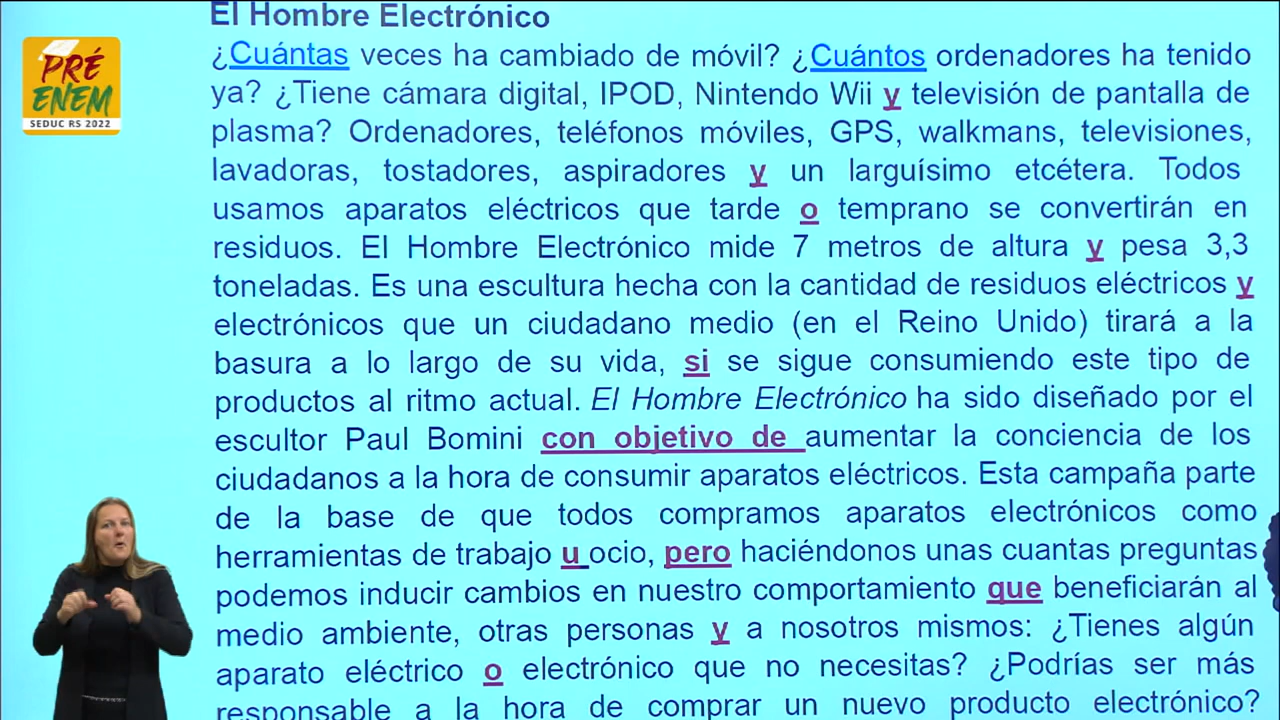 El Hombre Electrónico
¿Cuántas veces ha cambiado de móvil? ¿Cuántos ordenadores ha tenido
ya? ¿Tiene cámara digital, IPOD, Nintendo Wii y televisión de pantalla de
plasma? Ordenadores, teléfonos móviles, GPS, walkmans, televisiones,
lavadoras, tostadores, aspiradores y un larguísimo etcétera. Todos
usamos aparatos eléctricos que tarde o temprano se convertirán en
residuos. El Hombre Electrónico mide 7 metros de altura y pesa 3,3
toneladas. Es una escultura hecha con la cantidad de residuos eléctricos y
electrónicos que un ciudadano medio (en el Reino Unido) tirará a la
basura a lo largo de su vida, si se sigue consumiendo este tipo de
productos al ritmo actual. El Hombre Electrónico ha sido diseñado por el
escultor Paul Bomini con objetivo de aumentar la conciencia de los
ciudadanos a la hora de consumir aparatos eléctricos. Esta campaña parte
de la base de que todos compramos aparatos electrónicos como
herramientas de trabajo u ocio, pero haciéndonos unas cuantas preguntas
podemos inducir cambios en nuestro comportamiento que beneficiarán al
medio ambiente, otras personas y a nosotros mismos: ¿Tienes algún
aparato eléctrico o electrónico que no necesitas? ¿Podrías ser más
responsable a la hora de comprar un nuevo producto electrónico?
PRÉ
ENEM
SEDUC RS 2022